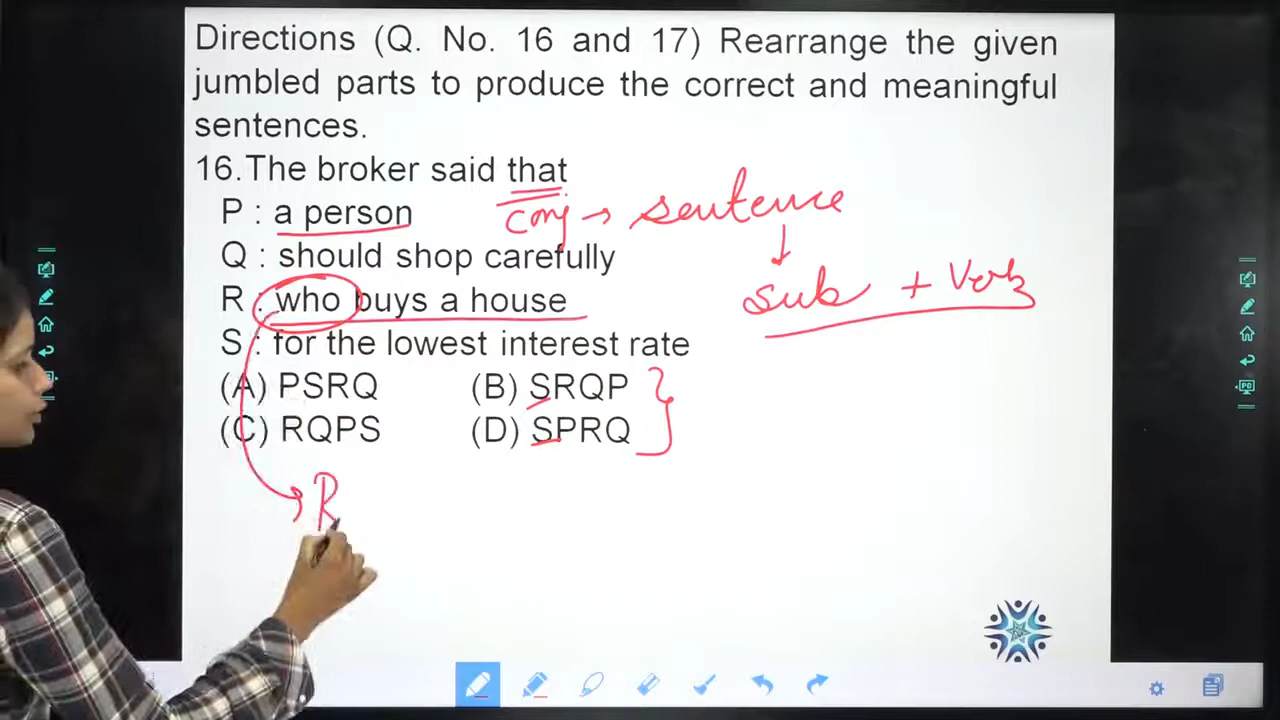 Directions (Q. No. 16 and 17) Rearrange the given
jumbled parts to produce the correct and meaningful
sentences.
16.The broker said that
P : a person
conj → sentence
Q : should shop carefully
R : who buys a house
sub + Verb
S : for the lowest interest rate
(A) PSRQ (B) SRQP
(C) RQPS (D) SPRQ
R